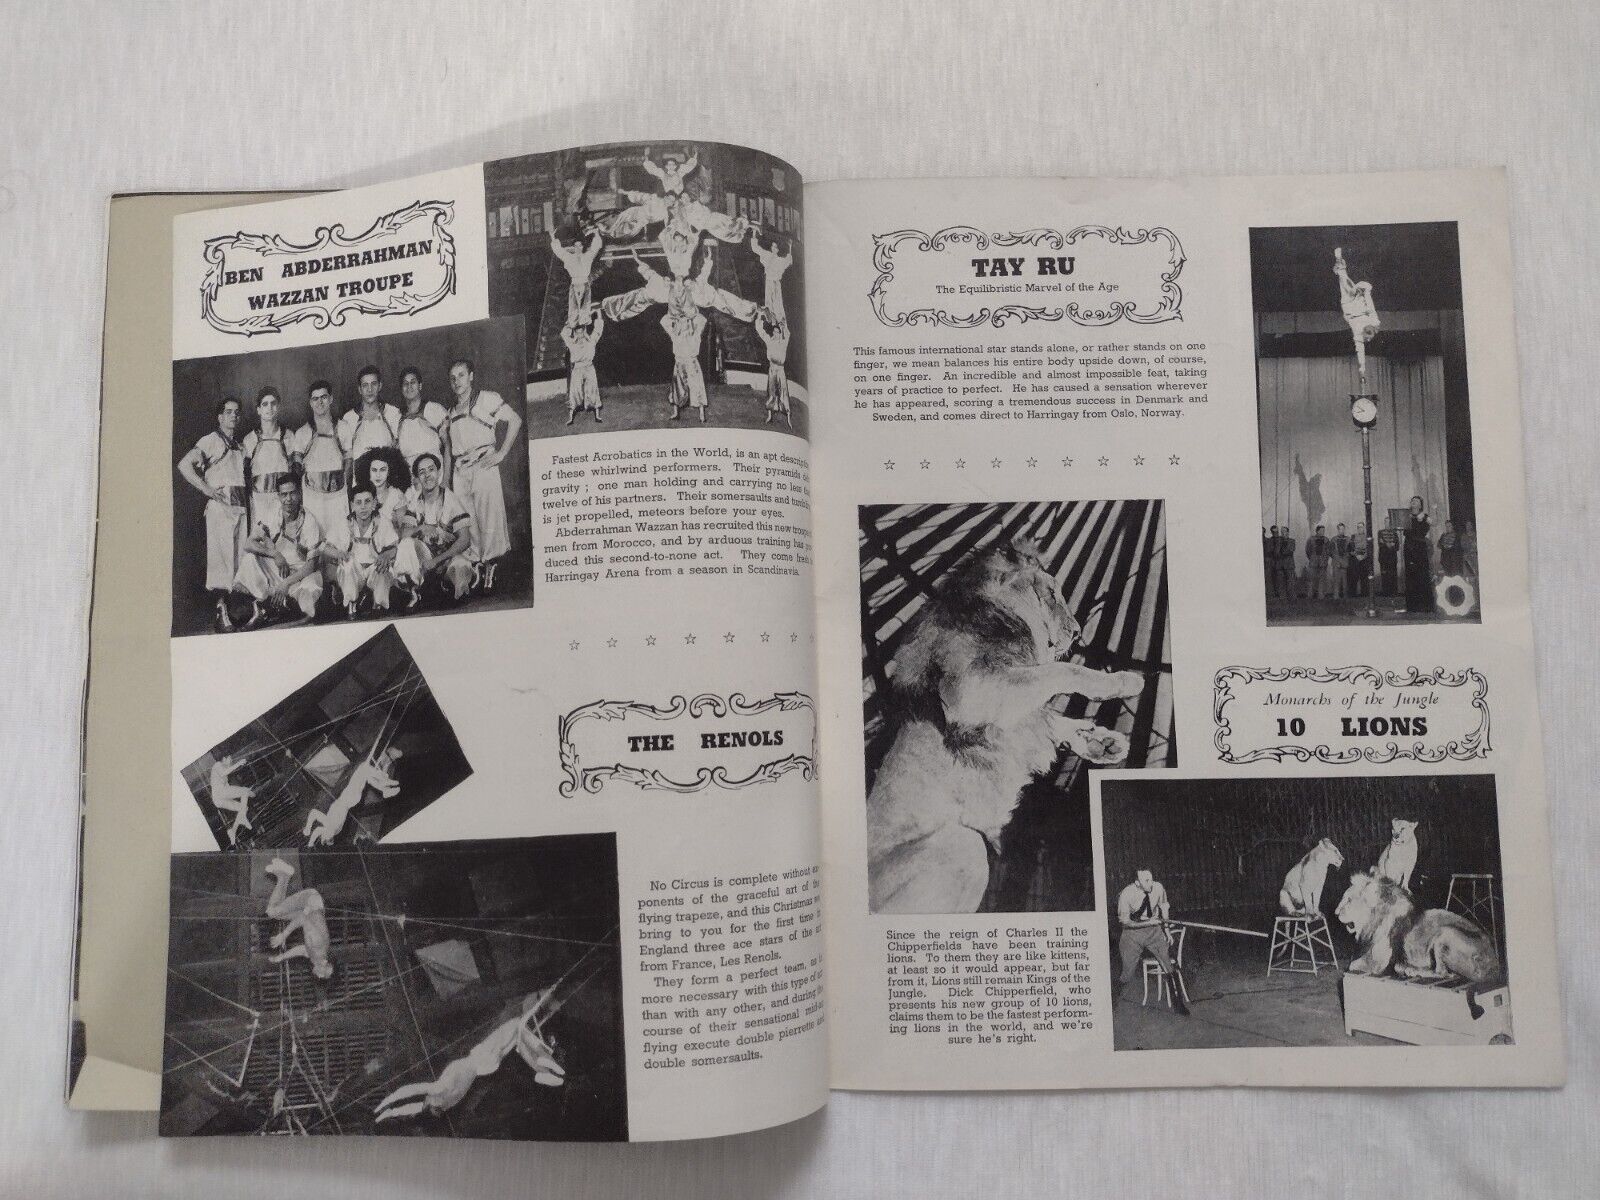 BEN ABDERRAHMAN
WAZZAN TROUPE
Fastest Acrobatics in the World, is an apt
of these whirlwind performers. Their pyramids
gravity ; one man holding and carrying no less
twelve of his partners. Their somersaults and
is jet propelled, meteors before your eyes.
Abderrahman Wazzan has recruited this new
men from Morocco, and by arduous training has
duced this second-to-none act. They come fresh
Harringay Arena from a season in Scandinavia.
THE RENOLS
No Circus is complete without
ponents of the graceful art of the
flying trapeze, and this Christmas we
bring to you for the first time in
England three ace stars of the
from France, Les Renols.
They form a perfect team, as
more necessary with this type of
than with any other, and during the
course of their sensational
flying execute double pierrette and
double somersaults.
TAY RU
The Equilibristic Marvel of the Age
This famous international star stands alone, or rather stands on one
finger, we mean balances his entire body upside down, of course,
on one finger. An incredible and almost impossible feat, taking
years of practice to perfect. He has caused a sensation wherever
he has appeared, scoring a tremendous success in Denmark and
Sweden, and comes direct to Harringay from Oslo, Norway.
Monarchs of the Jungle
10 LIONS
Since the reign of Charles II the
Chipperfields have been training
lions. To them they are like kittens,
at least so it would appear, but far
from it, Lions still remain Kings of the
Jungle. Dick Chipperfield, who
presents his new group of 10 lions,
claims them to be the fastest perform-
ing lions in the world, and we're
sure he's right.